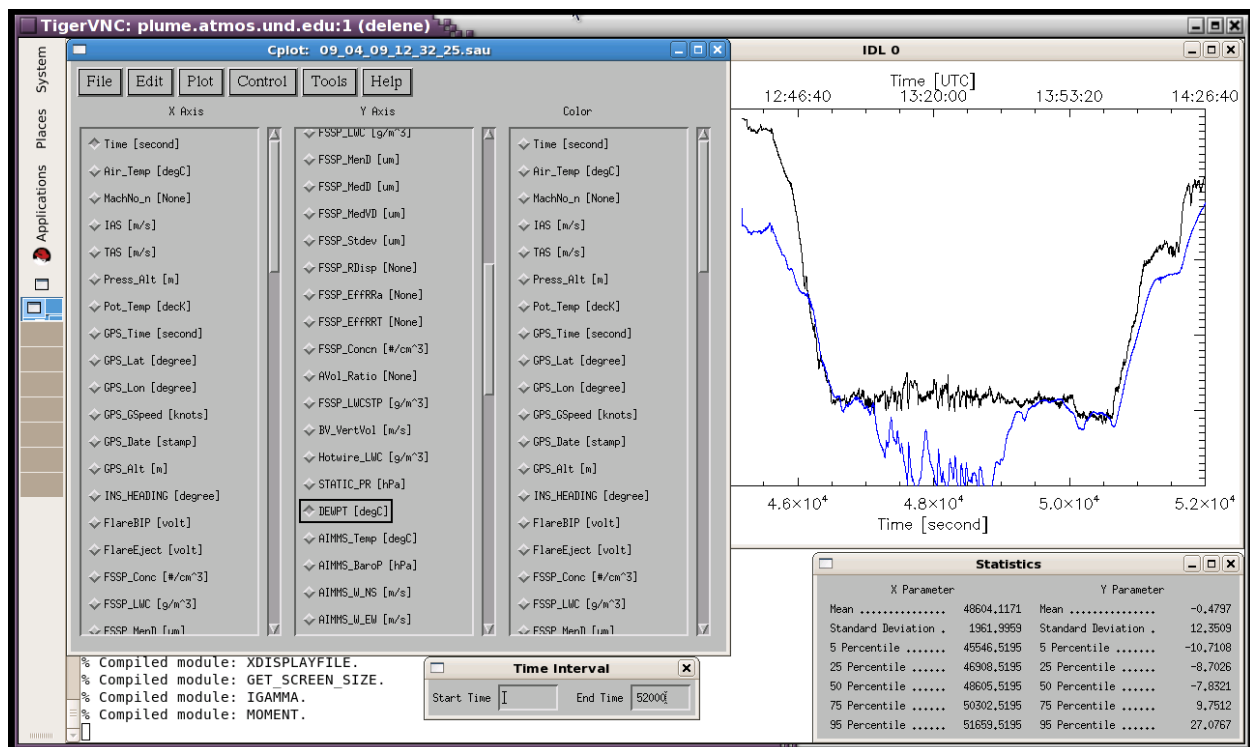 TigerVNC: plume.atmos.und.edu:1 (delene)
System
Places
Applications
Cplot: 09_04_09_12_32_25.sau
File Edit Plot Control Tools Help
X Axis
Time [second]
Air_Temp [degC]
MachNo_n [None]
IAS [m/s]
TAS [m/s]
Press_Alt [m]
Pot_Temp [decK]
GPS_Time [second]
GPS_Lat [degree]
GPS_Lon [degree]
GPS_GSpeed [knots]
GPS_Date [stamp]
GPS_Alt [m]
INS_HEADING [degree]
FlareBIP [volt]
FlareEject [volt]
FSSP_Conc [#/cm^3]
FSSP_LWC [g/m^3]
FSSP_MenD [um]
Y Axis
FSSP_LWC [g/m^3]
FSSP_MenD [um]
FSSP_MedD [um]
FSSP_MedVD [um]
FSSP_Stdev [um]
FSSP_RDisp [None]
FSSP_EffRRa [None]
FSSP_EffRRT [None]
FSSP_Concn [#/cm^3]
AVol_Ratio [None]
FSSP_LWCSTP [g/m^3]
BV_VertVol [m/s]
Hotwire_LWC [g/m^3]
STATIC_PR [hPa]
DEWPT [degC]
AIMMS_Temp [degC]
AIMMS_BaroP [hPa]
AIMMS_W_NS [m/s]
AIMMS_W_EW [m/s]
Color
Time [second]
Air_Temp [degC]
MachNo_n [None]
IAS [m/s]
TAS [m/s]
Press_Alt [m]
Pot_Temp [decK]
GPS_Time [second]
GPS_Lat [degree]
GPS_Lon [degree]
GPS_GSpeed [knots]
GPS_Date [stamp]
GPS_Alt [m]
INS_HEADING [degree]
FlareBIP [volt]
FlareEject [volt]
FSSP_Conc [#/cm^3]
FSSP_LWC [g/m^3]
FSSP_MenD [um]
IDL 0
Time [UTC]
12:46:40 13:20:00 13:53:20 14:26:40
4.6×10⁴ 4.8×10⁴ 5.0×10⁴ 5.2×10⁴
Time [second]
% Compiled module: XDISPLAYFILE.
% Compiled module: GET_SCREEN_SIZE.
% Compiled module: IGAMMA.
% Compiled module: MOMENT.
Time Interval
Start Time End Time 52000
Statistics
X Parameter Y Parameter
Mean ............... 48604.1171 Mean ............... -0.4797
Standard Deviation . 1961.9959 Standard Deviation . 12.3509
5 Percentile ....... 45546.5195 5 Percentile ....... -10.7108
25 Percentile ...... 46908.5195 25 Percentile ...... -8.7026
50 Percentile ...... 48605.5195 50 Percentile ...... -7.8321
75 Percentile ...... 50302.5195 75 Percentile ...... 9.7512
95 Percentile ...... 51659.5195 95 Percentile ...... 27.0767